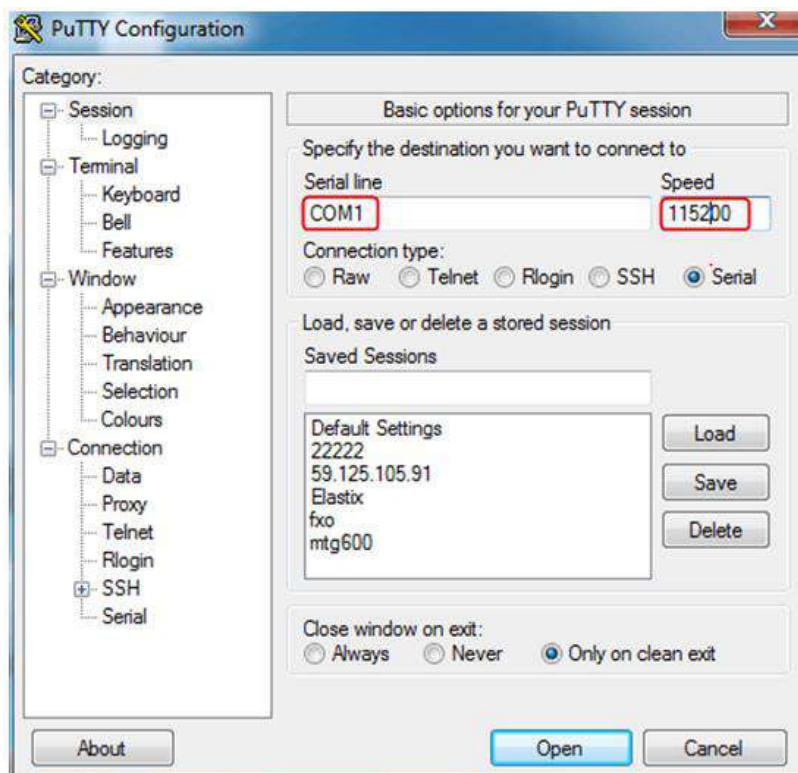 PuTTY Configuration
Category:
Session
Logging
Terminal
Keyboard
Bell
Features
Window
Appearance
Behaviour
Translation
Selection
Colours
Connection
Data
Proxy
Telnet
Rlogin
SSH
Serial
Basic options for your PuTTY session
Specify the destination you want to connect to
Serial line Speed
COM1 115200
Connection type:
Raw Telnet Rlogin SSH Serial
Load, save or delete a stored session
Saved Sessions
Default Settings
22222
59.125.105.91
Elastix
fxo
mtg600
Load
Save
Delete
Close window on exit:
Always Never Only on clean exit
About Open Cancel